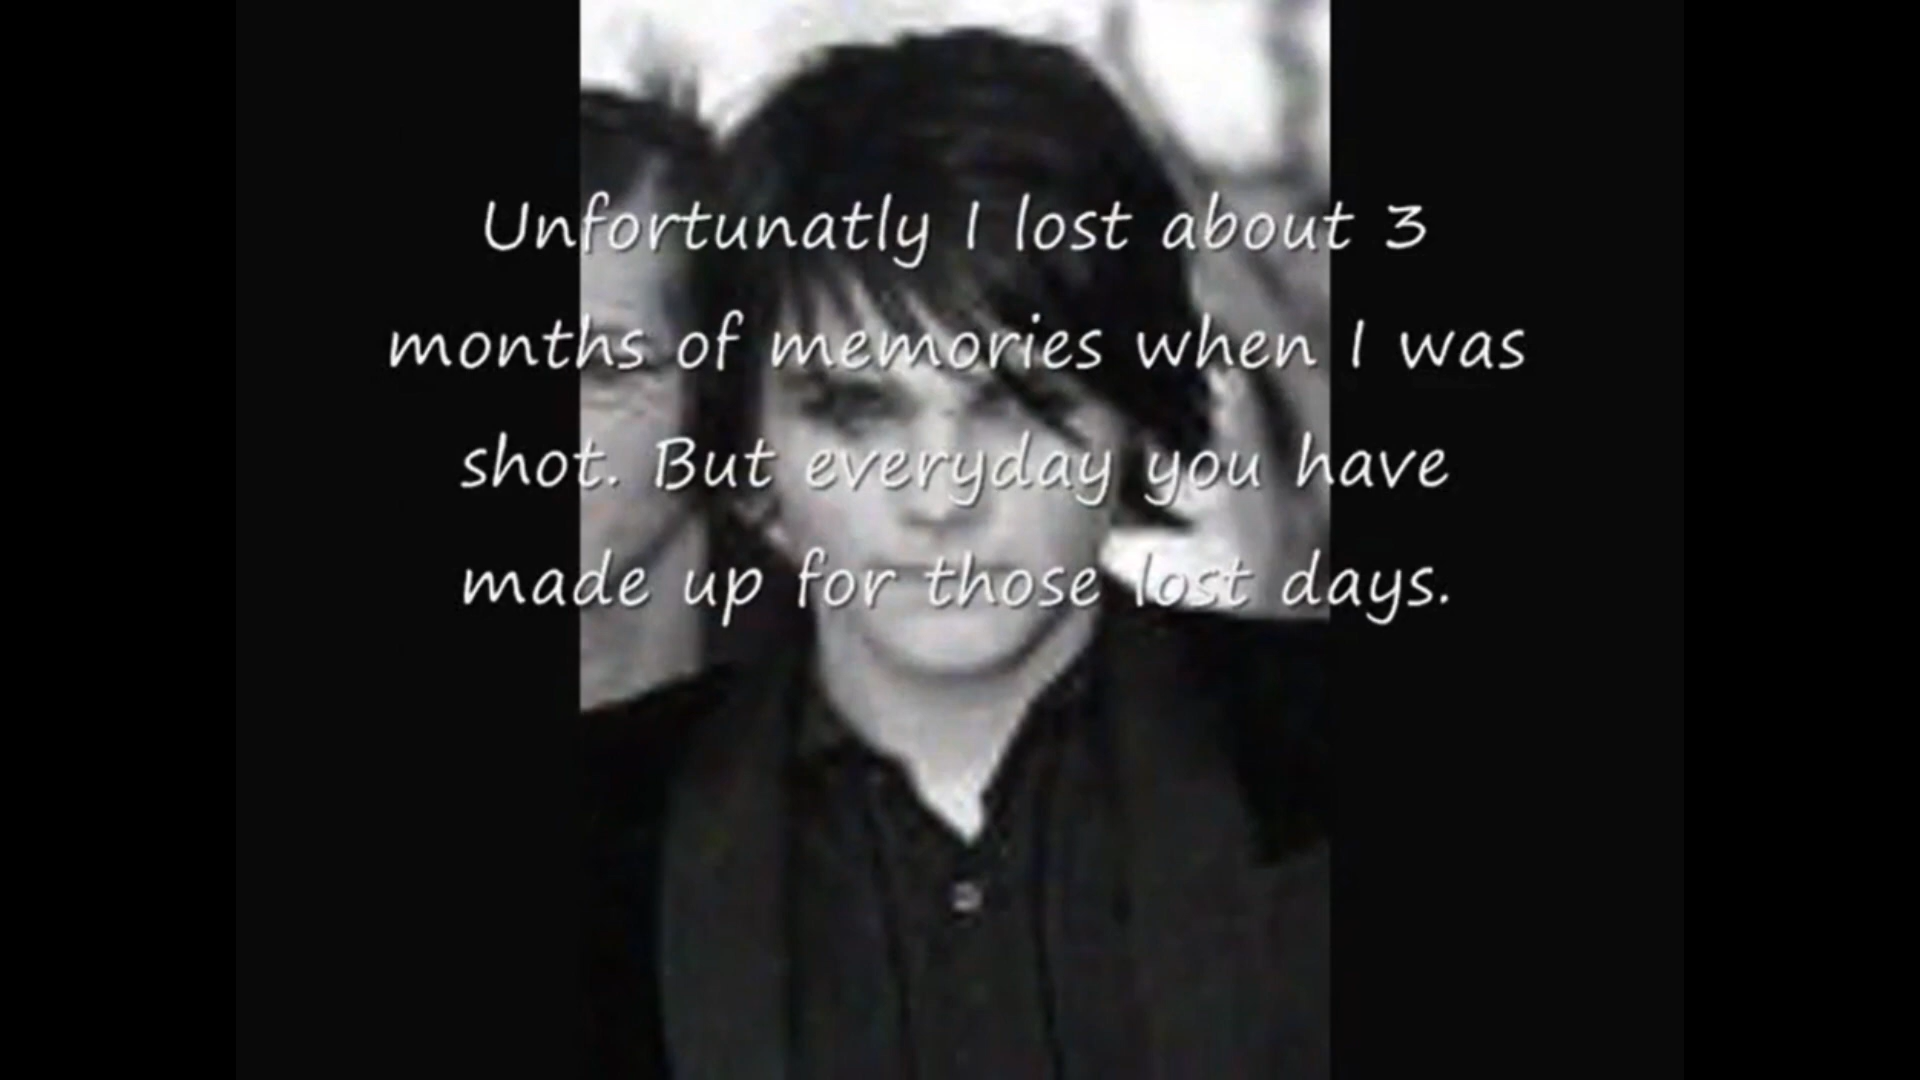 Unfortunatly I lost about 3
months of memories when I was
shot. But everyday you have
made up for those lost days.